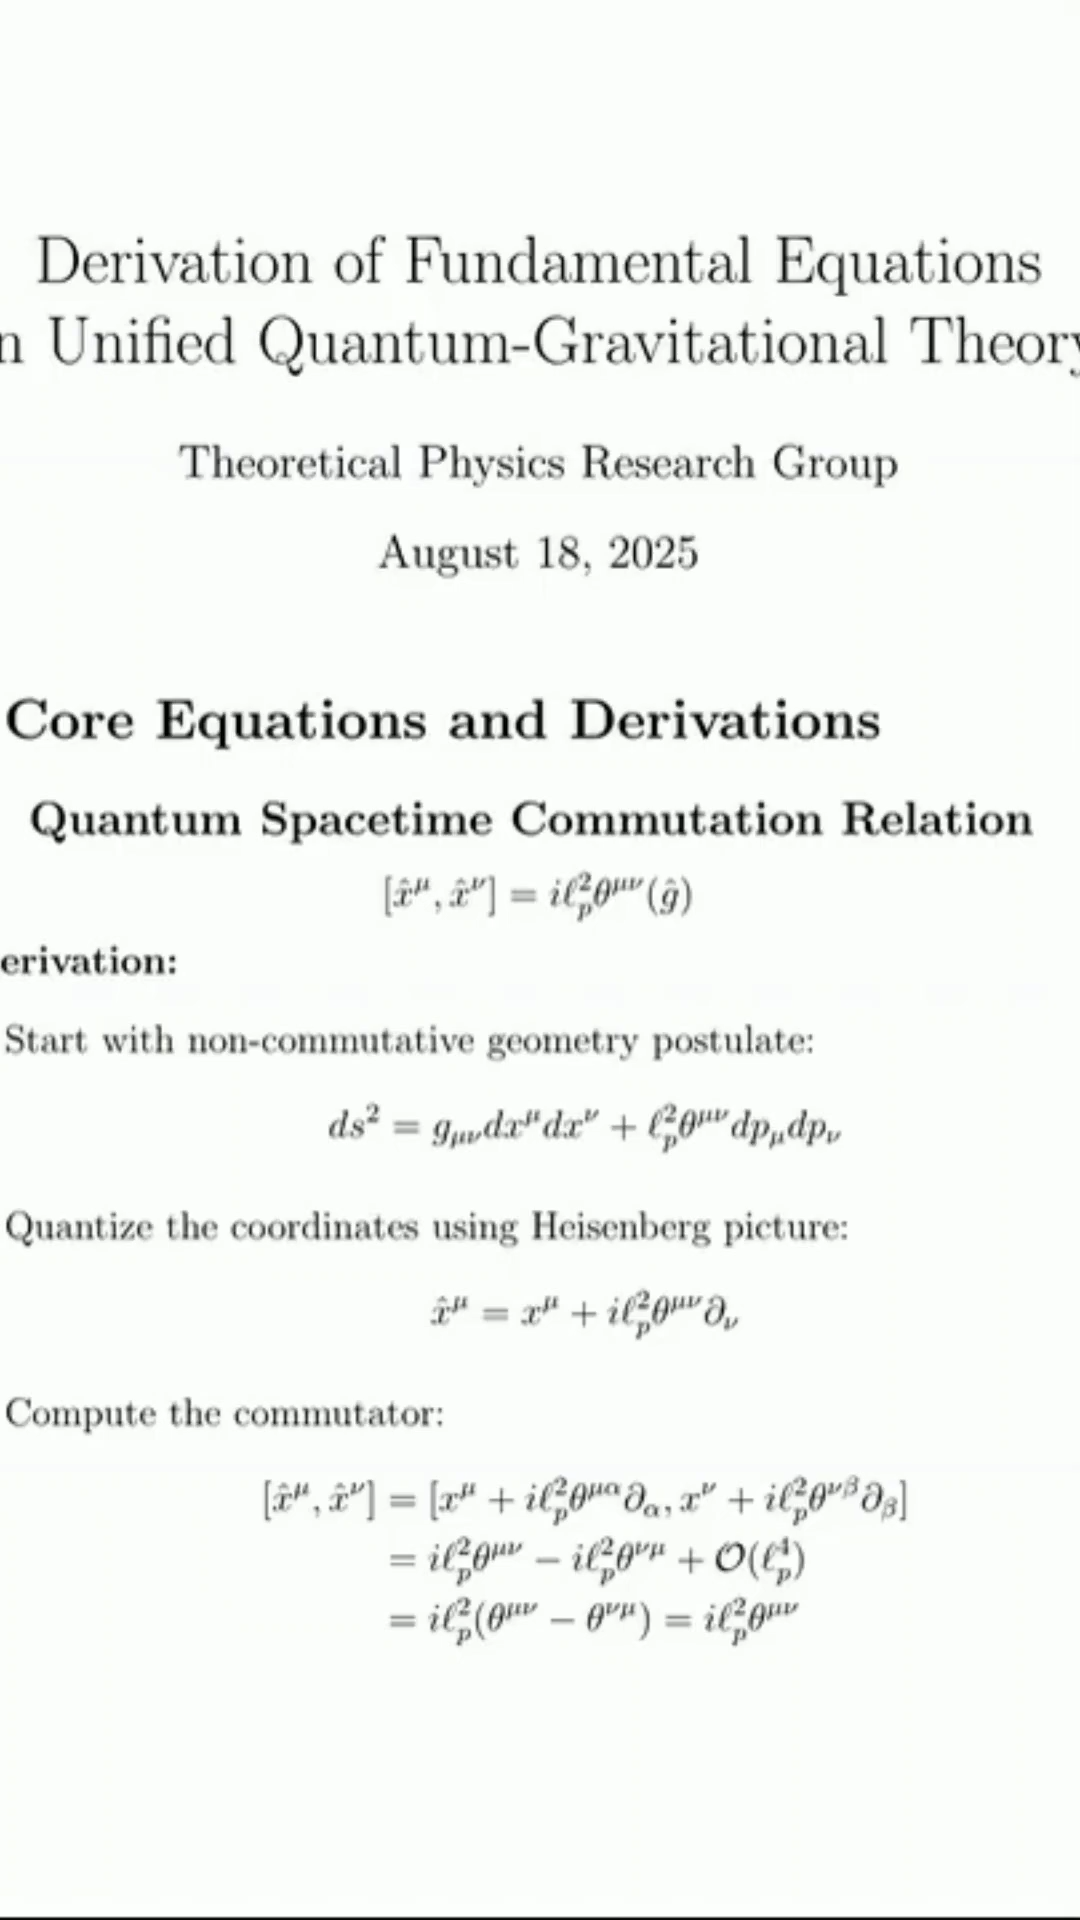 Derivation of Fundamental Equations
n Unified Quantum-Gravitational Theory
Theoretical Physics Research Group
August 18, 2025
Core Equations and Derivations
Quantum Spacetime Commutation Relation
[x̂^μ, x̂^ν] = iℓ_p^2 θ^{μν}(ĝ)
erivation:
Start with non-commutative geometry postulate:
ds^2 = g_{μν}dx^μ dx^ν + ℓ_p^2 θ^{μν} dp_μ dp_ν
Quantize the coordinates using Heisenberg picture:
x̂^μ = x^μ + iℓ_p^2 θ^{μν} ∂_ν
Compute the commutator:
[x̂^μ, x̂^ν] = [x^μ + iℓ_p^2 θ^{μα} ∂_α, x^ν + iℓ_p^2 θ^{νβ} ∂_β]
= iℓ_p^2 θ^{μν} − iℓ_p^2 θ^{νμ} + 𝒪(ℓ_p^4)
= iℓ_p^2 (θ^{μν} − θ^{νμ}) = iℓ_p^2 θ^{μν}